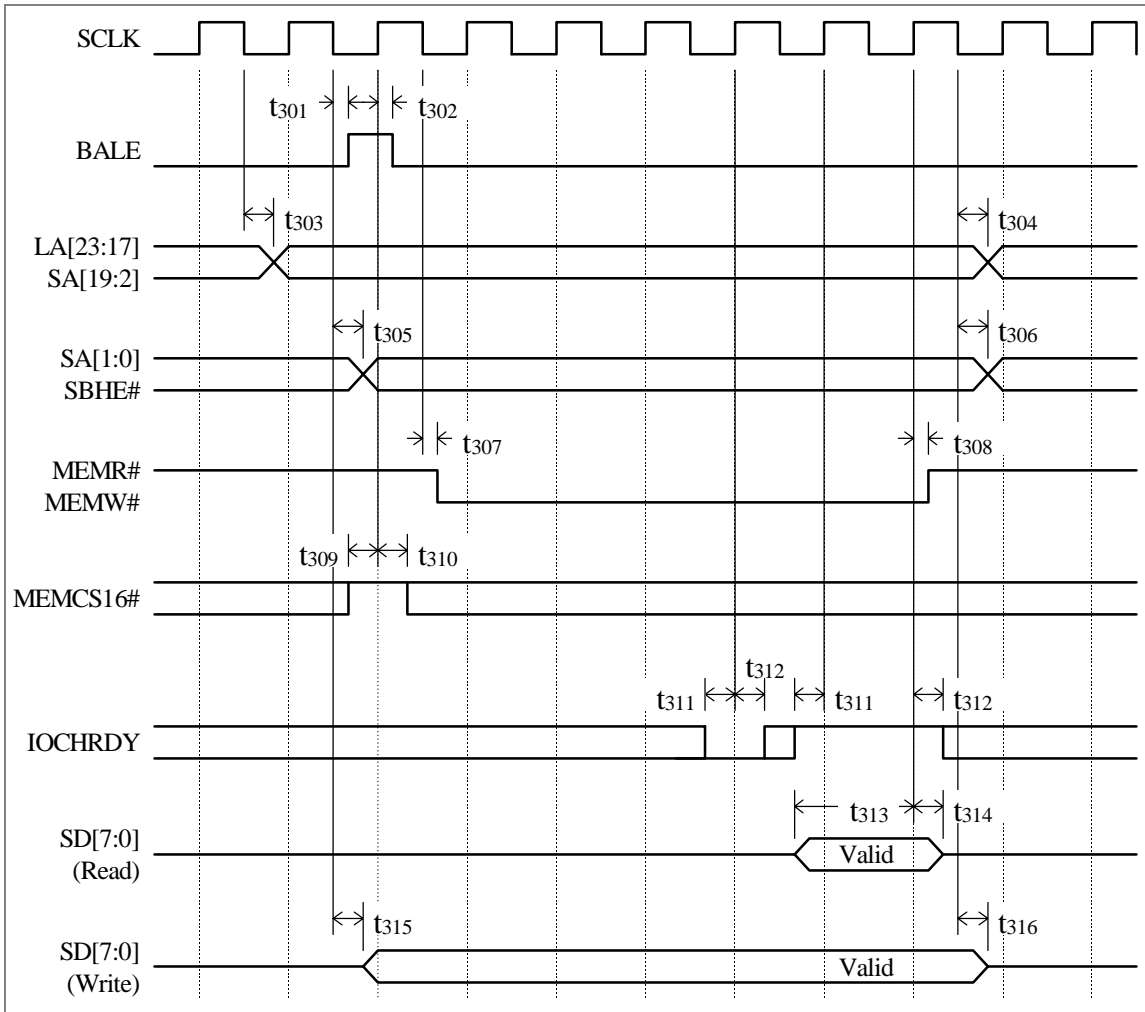 SCLK
t301 t302
BALE
t303 t304
LA[23:17]
SA[19:2]
t305 t306
SA[1:0]
SBHE#
t307 t308
MEMR#
MEMW#
t309 t310
MEMCS16#
t312
t311 t311 t312
IOCHRDY
t313 t314
SD[7:0]
Valid
(Read)
t315 t316
SD[7:0]
Valid
(Write)